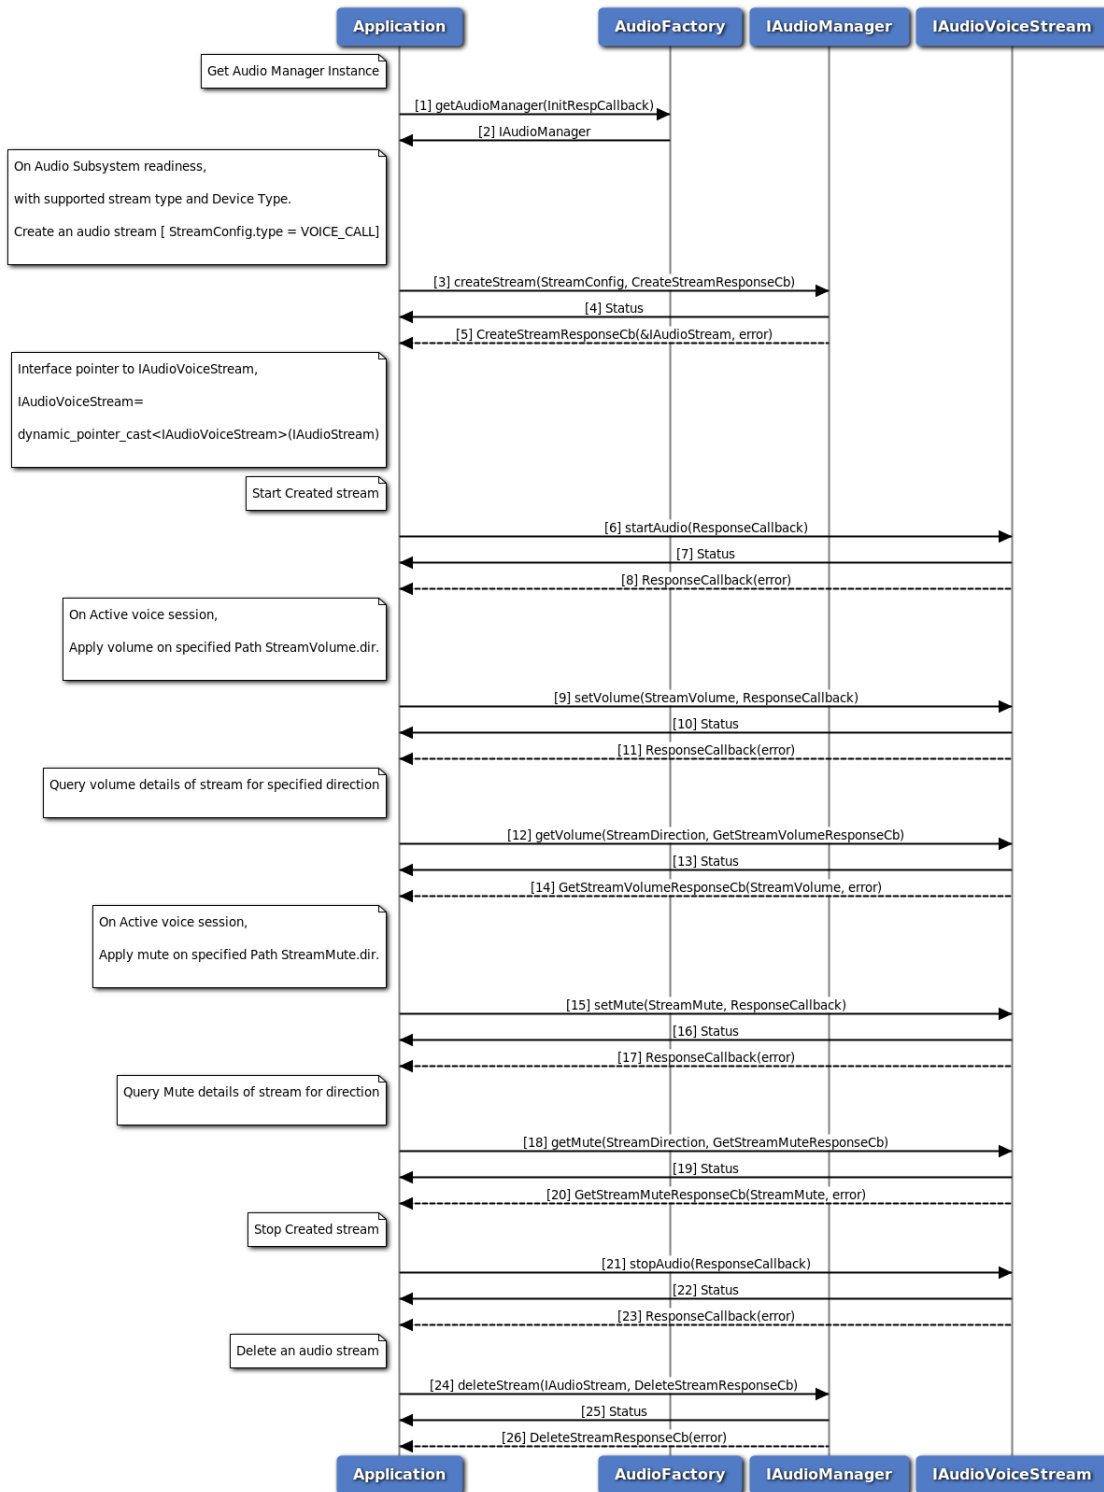 Application AudioFactory IAudioManager IAudioVoiceStream
Get Audio Manager Instance
[1] getAudioManager(InitRespCallback)
[2] IAudioManager
On Audio Subsystem readiness,
with supported stream type and Device Type.
Create an audio stream [ StreamConfig.type = VOICE_CALL]
[3] createStream(StreamConfig, CreateStreamResponseCb)
[4] Status
[5] CreateStreamResponseCb(&IAudioStream, error)
Interface pointer to IAudioVoiceStream,
IAudioVoiceStream=
dynamic_pointer_cast<IAudioVoiceStream>(IAudioStream)
Start Created stream
[6] startAudio(ResponseCallback)
[7] Status
[8] ResponseCallback(error)
On Active voice session,
Apply volume on specified Path StreamVolume.dir.
[9] setVolume(StreamVolume, ResponseCallback)
[10] Status
[11] ResponseCallback(error)
Query volume details of stream for specified direction
[12] getVolume(StreamDirection, GetStreamVolumeResponseCb)
[13] Status
[14] GetStreamVolumeResponseCb(StreamVolume, error)
On Active voice session,
Apply mute on specified Path StreamMute.dir.
[15] setMute(StreamMute, ResponseCallback)
[16] Status
[17] ResponseCallback(error)
Query Mute details of stream for direction
[18] getMute(StreamDirection, GetStreamMuteResponseCb)
[19] Status
[20] GetStreamMuteResponseCb(StreamMute, error)
Stop Created stream
[21] stopAudio(ResponseCallback)
[22] Status
[23] ResponseCallback(error)
Delete an audio stream
[24] deleteStream(IAudioStream, DeleteStreamResponseCb)
[25] Status
[26] DeleteStreamResponseCb(error)
Application AudioFactory IAudioManager IAudioVoiceStream